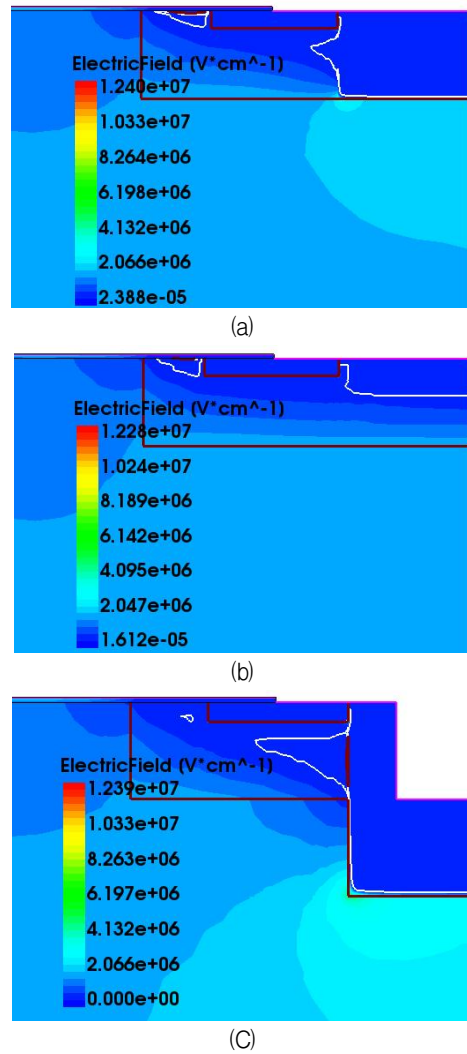 ElectricField (V*cm^-1)
1.240e+07
1.033e+07
8.264e+06
6.198e+06
4.132e+06
2.066e+06
2.388e-05
(a)
ElectricField (V*cm^-1)
1.228e+07
1.024e+07
8.189e+06
6.142e+06
4.095e+06
2.047e+06
1.612e-05
(b)
ElectricField (V*cm^-1)
1.239e+07
1.033e+07
8.263e+06
6.197e+06
4.132e+06
2.066e+06
0.000e+00
(C)